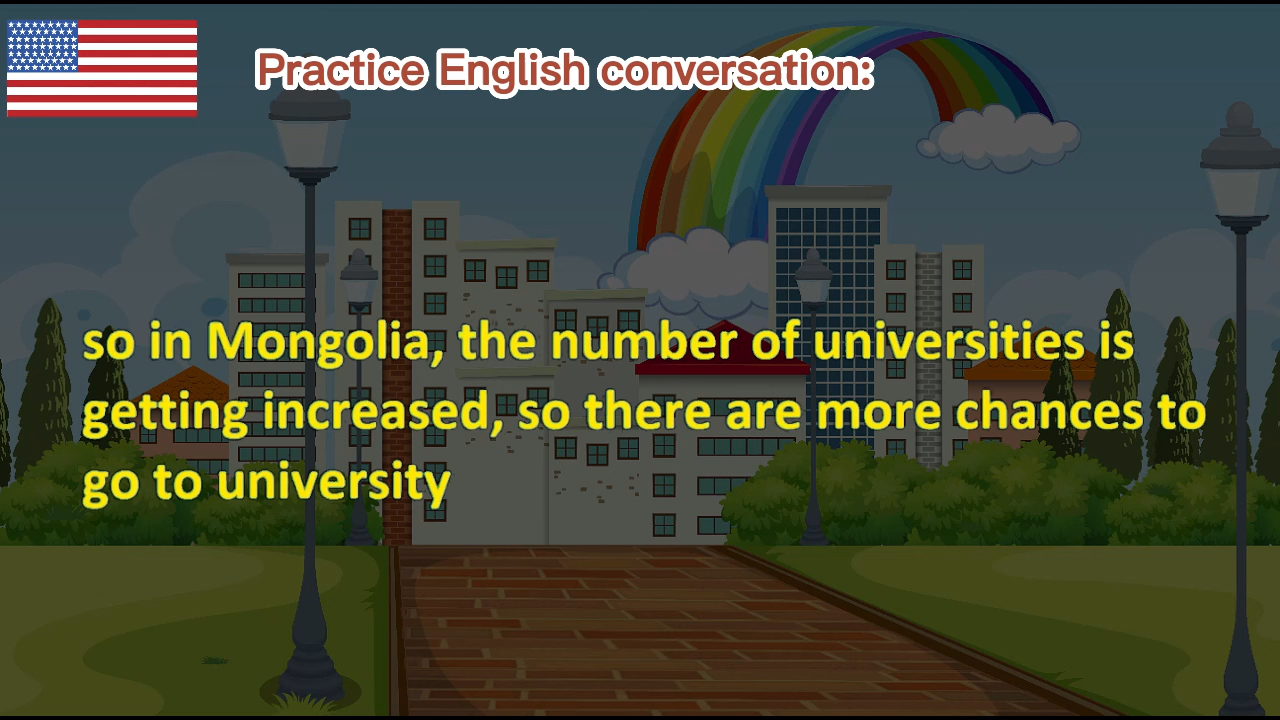 Practice English conversation:
so in Mongolia, the number of universities is
getting increased, so there are more chances to
go to university